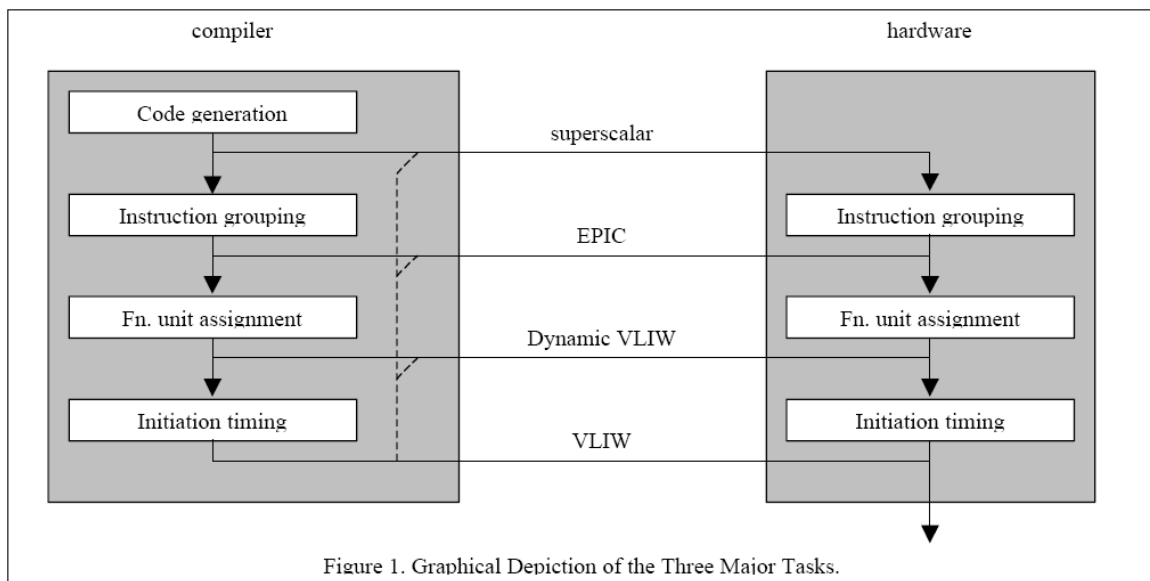 compiler
hardware
Code generation
superscalar
Instruction grouping
Instruction grouping
EPIC
Fn. unit assignment
Fn. unit assignment
Dynamic VLIW
Initiation timing
Initiation timing
VLIW
Figure 1. Graphical Depiction of the Three Major Tasks.